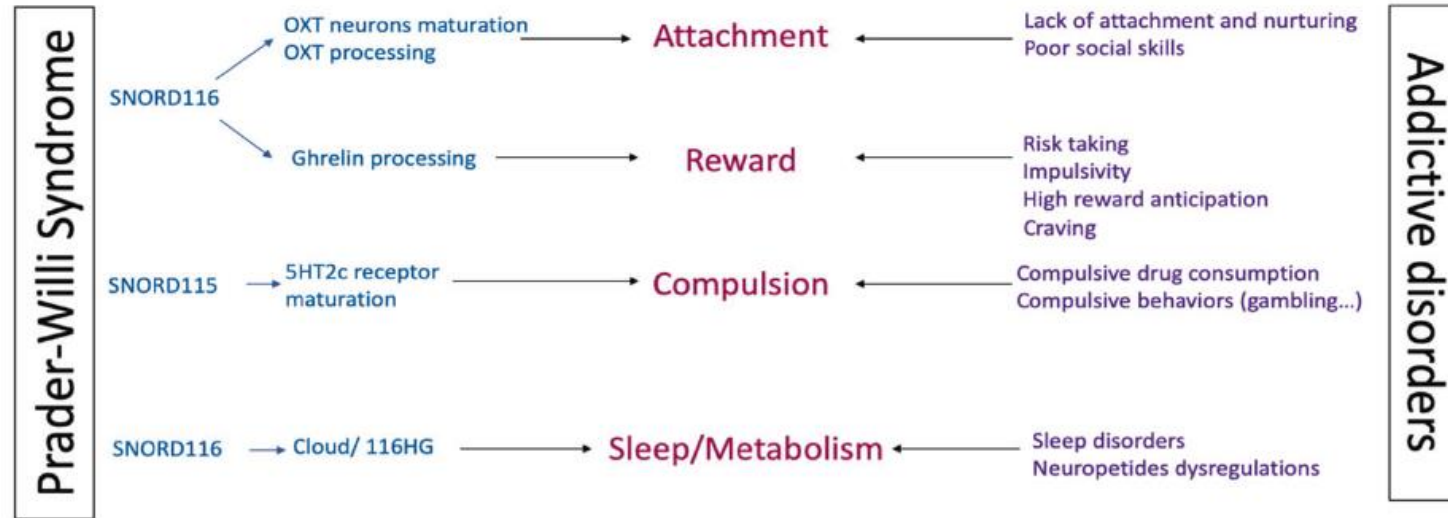 Prader-Willi Syndrome
OXT neurons maturation
OXT processing
Attachment
Lack of attachment and nurturing
Poor social skills
SNORD116
Ghrelin processing
Reward
Risk taking
Impulsivity
High reward anticipation
Craving
SNORD115
5HT2c receptor
maturation
Compulsion
Compulsive drug consumption
Compulsive behaviors (gambling...)
SNORD116
Cloud/ 116HG
Sleep/Metabolism
Sleep disorders
Neuropetides dysregulations
Addictive disorders